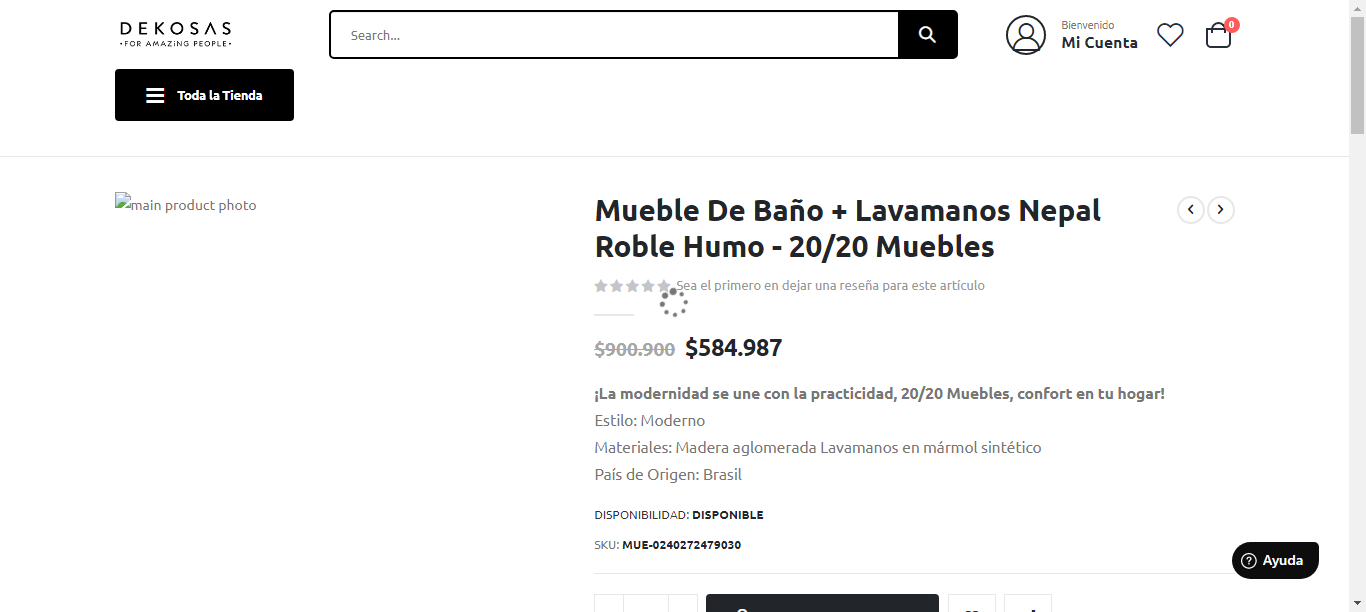 DEKOSAS
•FOR AMAZING PEOPLE•
Search...
Bienvenido
Mi Cuenta
0
Toda la Tienda
main product photo
Mueble De Baño + Lavamanos Nepal
Roble Humo - 20/20 Muebles
Sea el primero en dejar una reseña para este artículo
$900.900 $584.987
¡La modernidad se une con la practicidad, 20/20 Muebles, confort en tu hogar!
Estilo: Moderno
Materiales: Madera aglomerada Lavamanos en mármol sintético
País de Origen: Brasil
DISPONIBILIDAD: DISPONIBLE
SKU: MUE-0240272479030
Ayuda